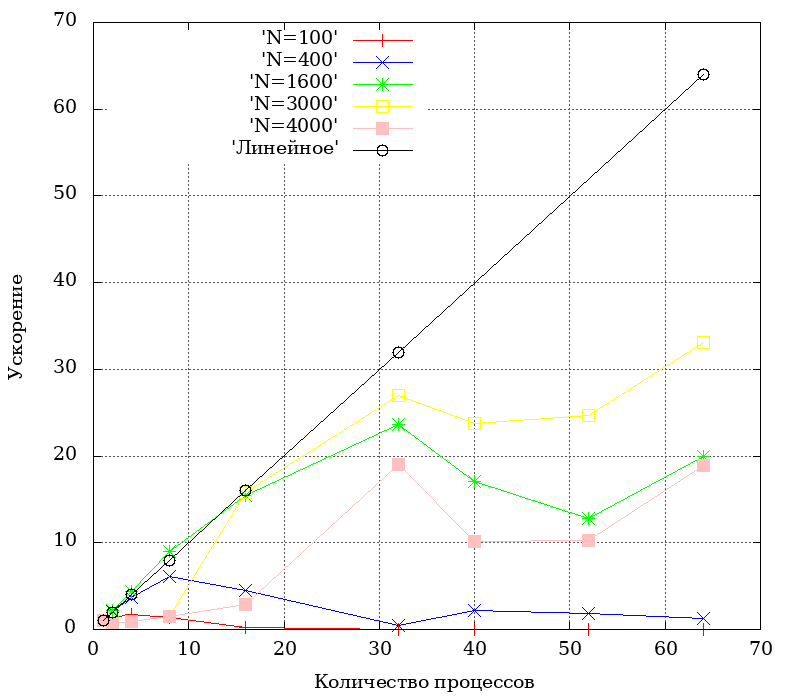 70
60
50
40
30
20
10
0
'N=100'
'N=400'
'N=1600'
'N=3000'
'N=4000'
'Линейное'
Ускорение
0 10 20 30 40 50 60 70
Количество процессов